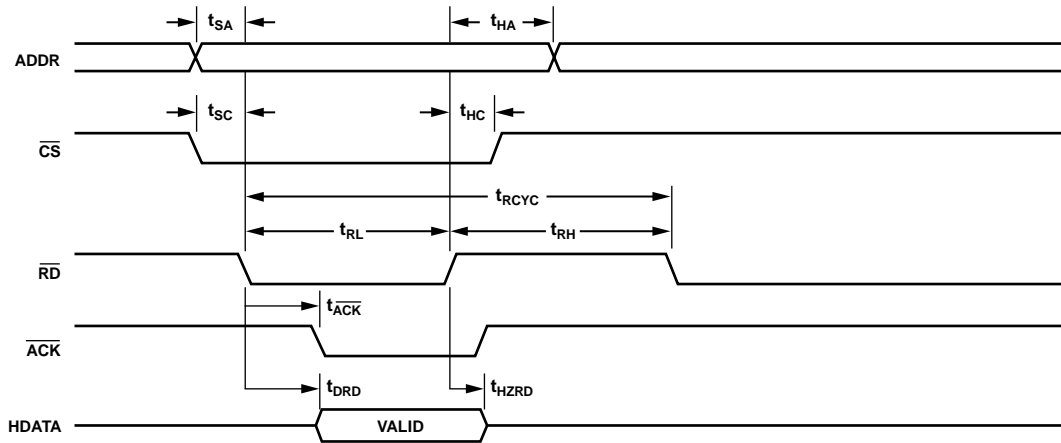 tSA tHA
ADDR
tSC tHC
CS
tRCYC
tRL tRH
RD
tACK
ACK
tDRD tHZRD
HDATA VALID